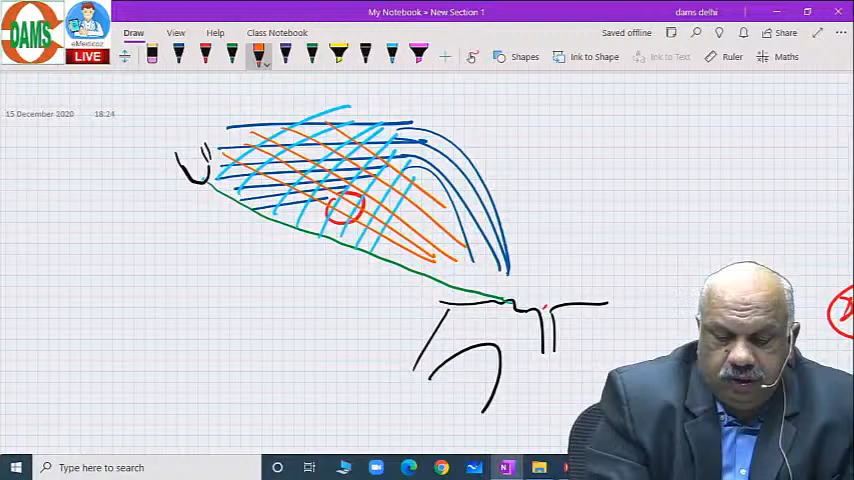 DAMS
eMedicoz
LIVE
My Notebook » New Section 1
dams delhi
Draw
View
Help
Class Notebook
Saved offline
Share
Shapes
Ink to Shape
Ink to Text
Ruler
Maths
15 December 2020
18:24
Type here to search